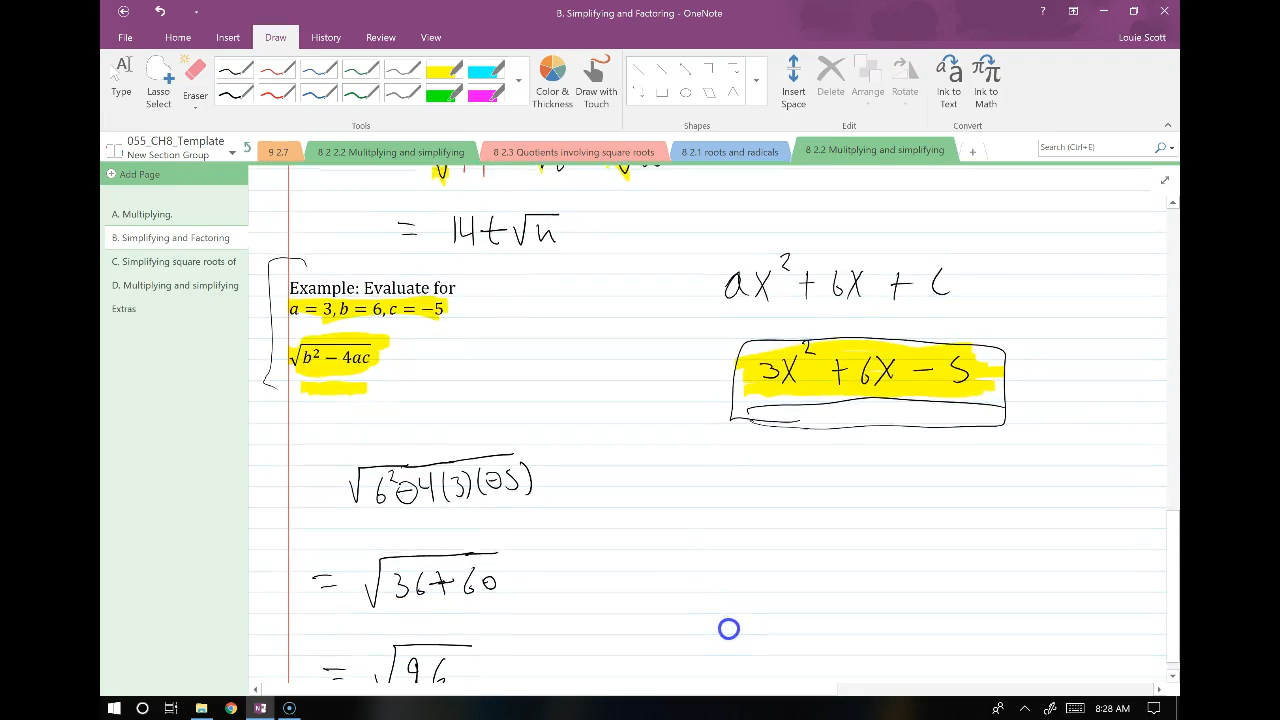 B. Simplifying and Factoring - OneNote
Louie Scott
File Home Insert Draw History Review View
Type
Lasso Select
Eraser
Color & Thickness
Draw with Touch
Insert Space
Delete
Arrange
Rotate
Ink to Text
Ink to Math
Tools Shapes Edit Convert
055_CH8_Template
New Section Group
9 2.7
8 2.2.2 Mulitplying and simplifying
8 2.3 Quotients involving square roots
8 2.1 roots and radicals
8 2.2 Mulitplying and simplifying
Search (Ctrl+E)
Add Page
A. Multiplying.
B. Simplifying and Factoring
C. Simplifying square roots of
D. Multiplying and simplifying
Extras
= 14t√u
Example: Evaluate for
a = 3, b = 6, c = −5
√b² − 4ac
ax² + 6x + c
3x² + 6x − 5
√6² − 4(3)(−5)
= √36 + 60
= √96
8:28 AM